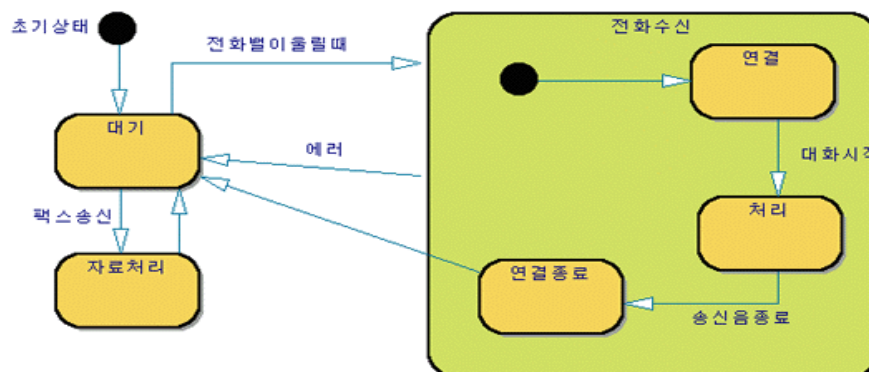 초기상태
전화벌이울릴때
전화수신
연결
대기
에러
대화시작
팩스송신
처리
자료처리
연결종료
송신음종료